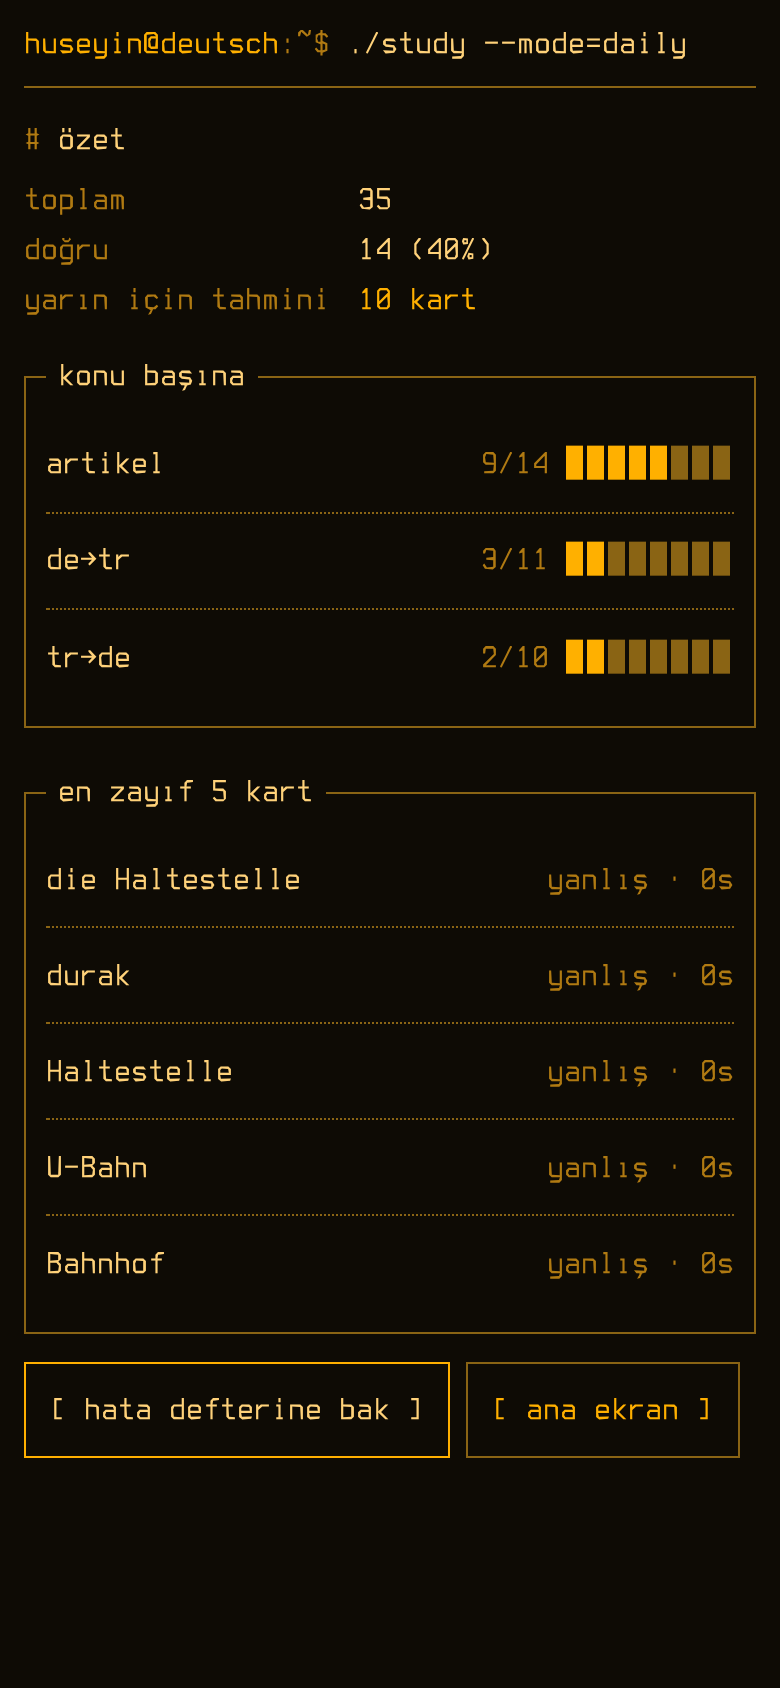 huseyin@deutsch:~$ ./study --mode=daily
# özet
toplam 35
doğru 14 (40%)
yarın için tahmini 10 kart
konu başına
artikel 9/14
de→tr 3/11
tr→de 2/10
en zayıf 5 kart
die Haltestelle yanlış · 0s
durak yanlış · 0s
Haltestelle yanlış · 0s
U-Bahn yanlış · 0s
Bahnhof yanlış · 0s
[ hata defterine bak ] [ ana ekran ]